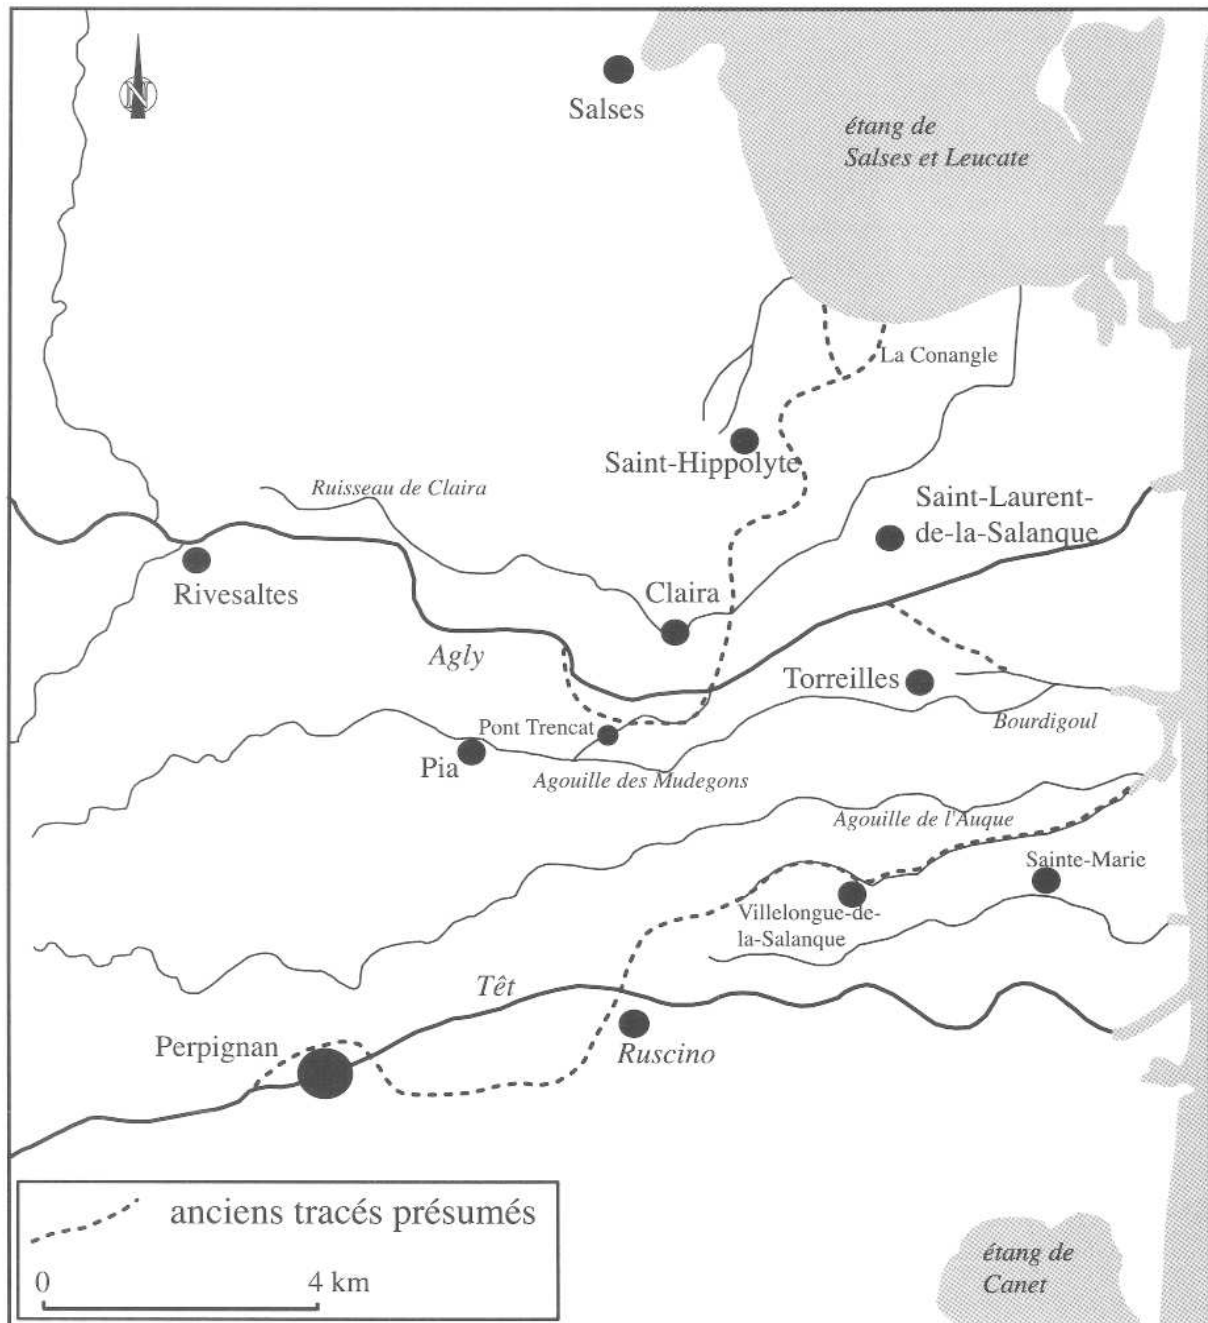 N
Salses
étang de
Salses et Leucate
La Conangle
Saint-Hippolyte
Ruisseau de Claira
Saint-Laurent-
de-la-Salanque
Rivesaltes
Claira
Agly
Torreilles
Pont Trencat
Bourdigoul
Pia
Agouille des Mudegons
Agouille de l'Auque
Sainte-Marie
Villelongue-de-
la-Salanque
Têt
Perpignan
Ruscino
anciens tracés présumés
0
4 km
étang de
Canet